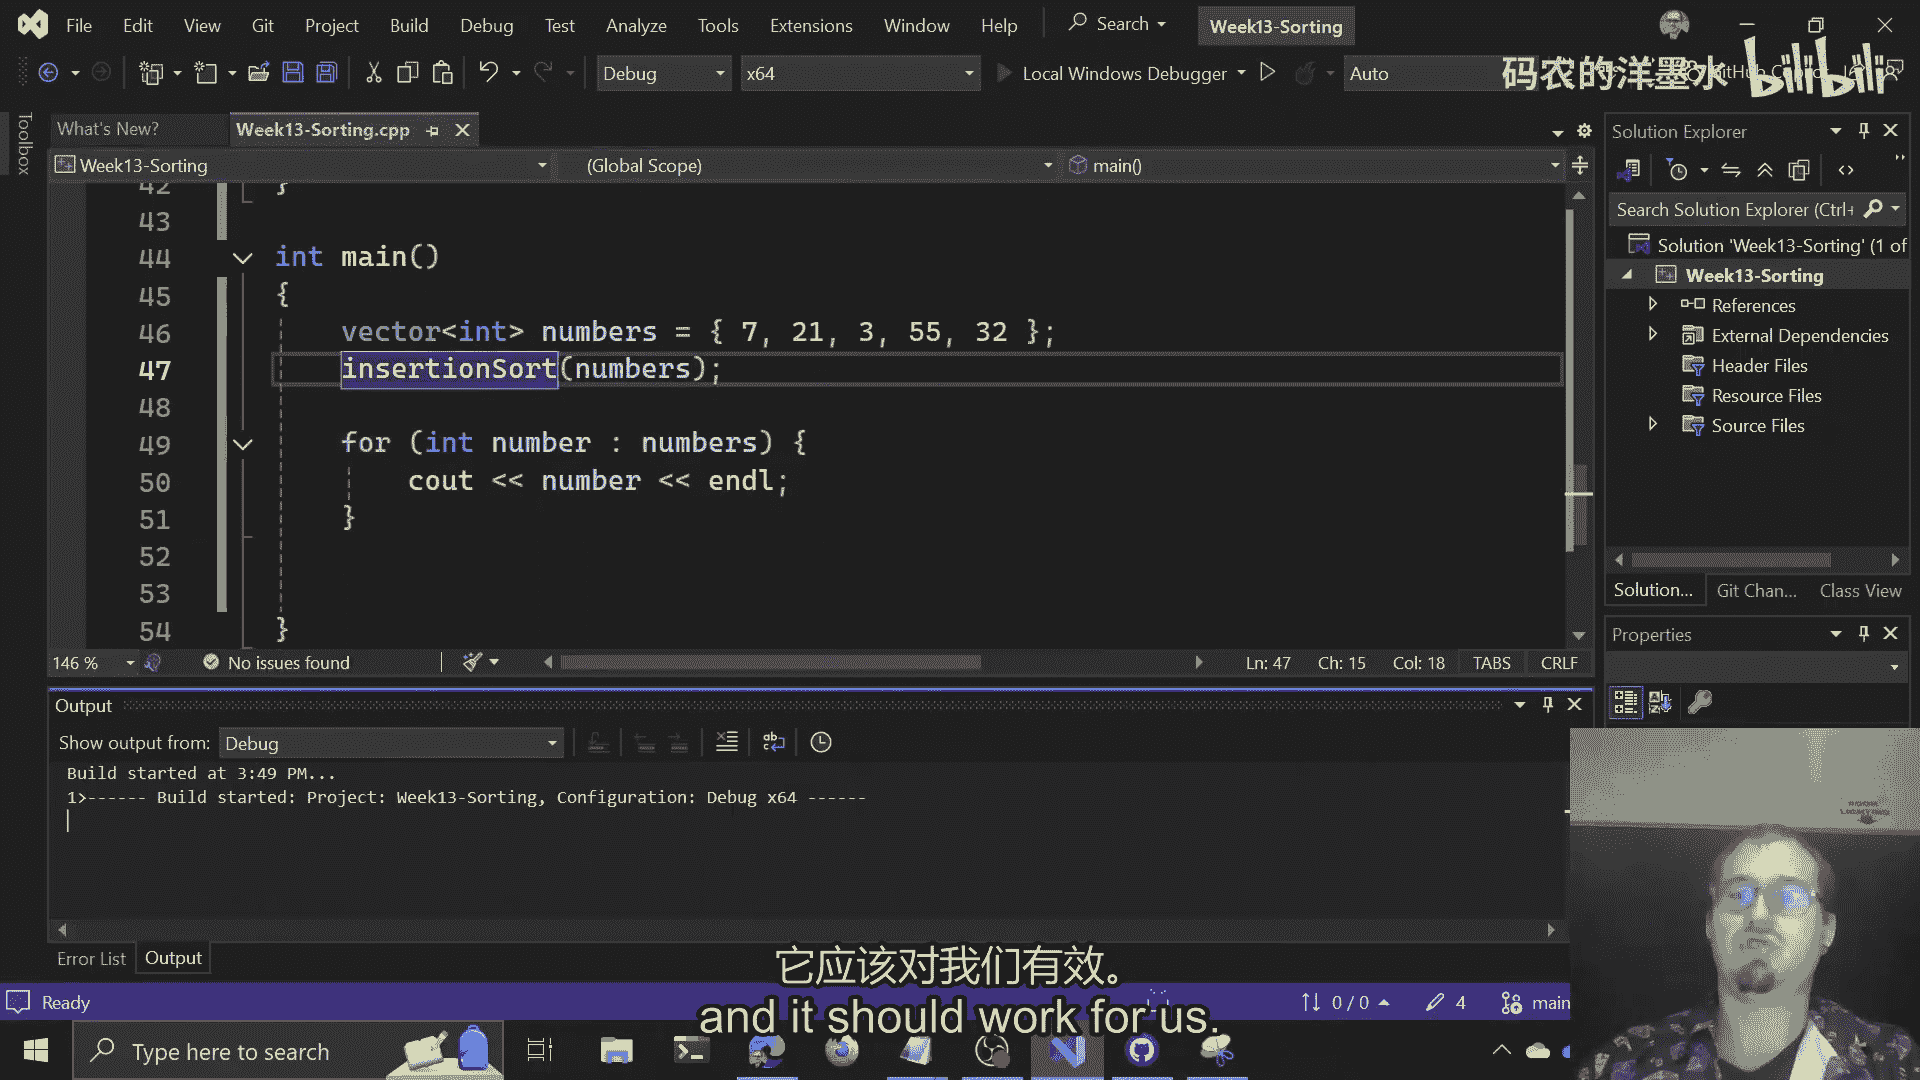 File Edit View Git Project Build Debug Test Analyze Tools Extensions Window Help Search Week13-Sorting
Debug x64 Local Windows Debugger Auto
码农的洋墨水 bilibili
Toolbox
What's New? Week13-Sorting.cpp
Week13-Sorting (Global Scope) main()
42 }
43
44 int main()
45 {
46 vector<int> numbers = { 7, 21, 3, 55, 32 };
47 insertionSort(numbers);
48
49 for (int number : numbers) {
50 cout << number << endl;
51 }
52
53
54 }
146 % No issues found Ln: 47 Ch: 15 Col: 18 TABS CRLF
Solution Explorer
Search Solution Explorer (Ctrl+
Solution 'Week13-Sorting' (1 of
Week13-Sorting
References
External Dependencies
Header Files
Resource Files
Source Files
Solution... Git Chan... Class View
Properties
Output
Show output from: Debug
Build started at 3:49 PM...
1>------ Build started: Project: Week13-Sorting, Configuration: Debug x64 ------
Error List Output
它应该对我们有效。
and it should work for us.
Ready 0 / 0 4 main
Type here to search